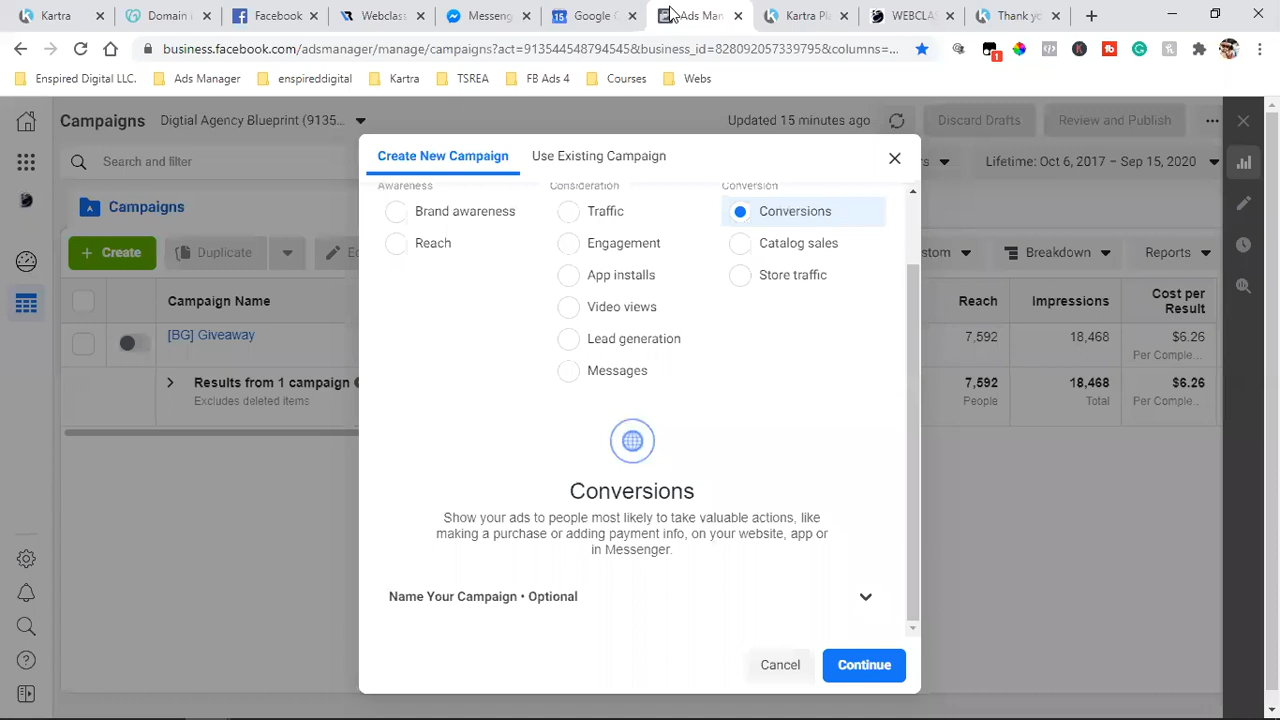 Kartra
Domain i
Facebook
Webclass
Messeng
15 Google C
Ads Man
Kartra Pla
WEBCLAS
Thank yo
business.facebook.com/adsmanager/manage/campaigns?act=913544548794545&business_id=828092057339795&columns=...
1
Enspired Digital LLC.
Ads Manager
enspireddigital
Kartra
TSREA
FB Ads 4
Courses
Webs
Campaigns
Digtial Agency Blueprint (9135...
Updated 15 minutes ago
Discard Drafts
Review and Publish
Search and filter
Lifetime: Oct 6, 2017 – Sep 15, 2020
Campaigns
+ Create
Duplicate
Breakdown
Reports
Campaign Name
Reach
Impressions
Cost per
Result
[BG] Giveaway
7,592
18,468
$6.26
Per Comple...
Results from 1 campaign
Excludes deleted items
7,592
People
18,468
Total
$6.26
Per Comple...
Create New Campaign
Use Existing Campaign
Awareness
Consideration
Conversion
Brand awareness
Traffic
Conversions
Reach
Engagement
Catalog sales
App installs
Store traffic
Video views
Lead generation
Messages
Conversions
Show your ads to people most likely to take valuable actions, like
making a purchase or adding payment info, on your website, app or
in Messenger.
Name Your Campaign • Optional
Cancel
Continue